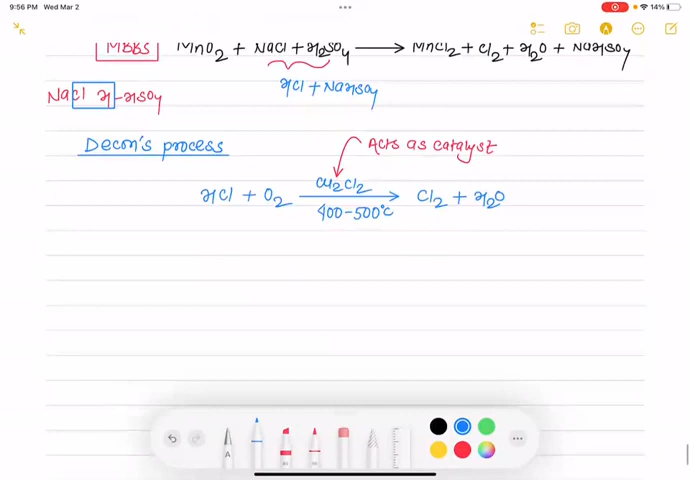 9:56 PM Wed Mar 2
14%
MBBS MnO2 + NaCl + H2SO4 → MnCl2 + Cl2 + H2O + NaHSO4
HCl + NaHSO4
NaCl H-HSO4
Decon's process
Acts as catalyst
Cu2Cl2
HCl + O2 → Cl2 + H2O
400-500°C
A